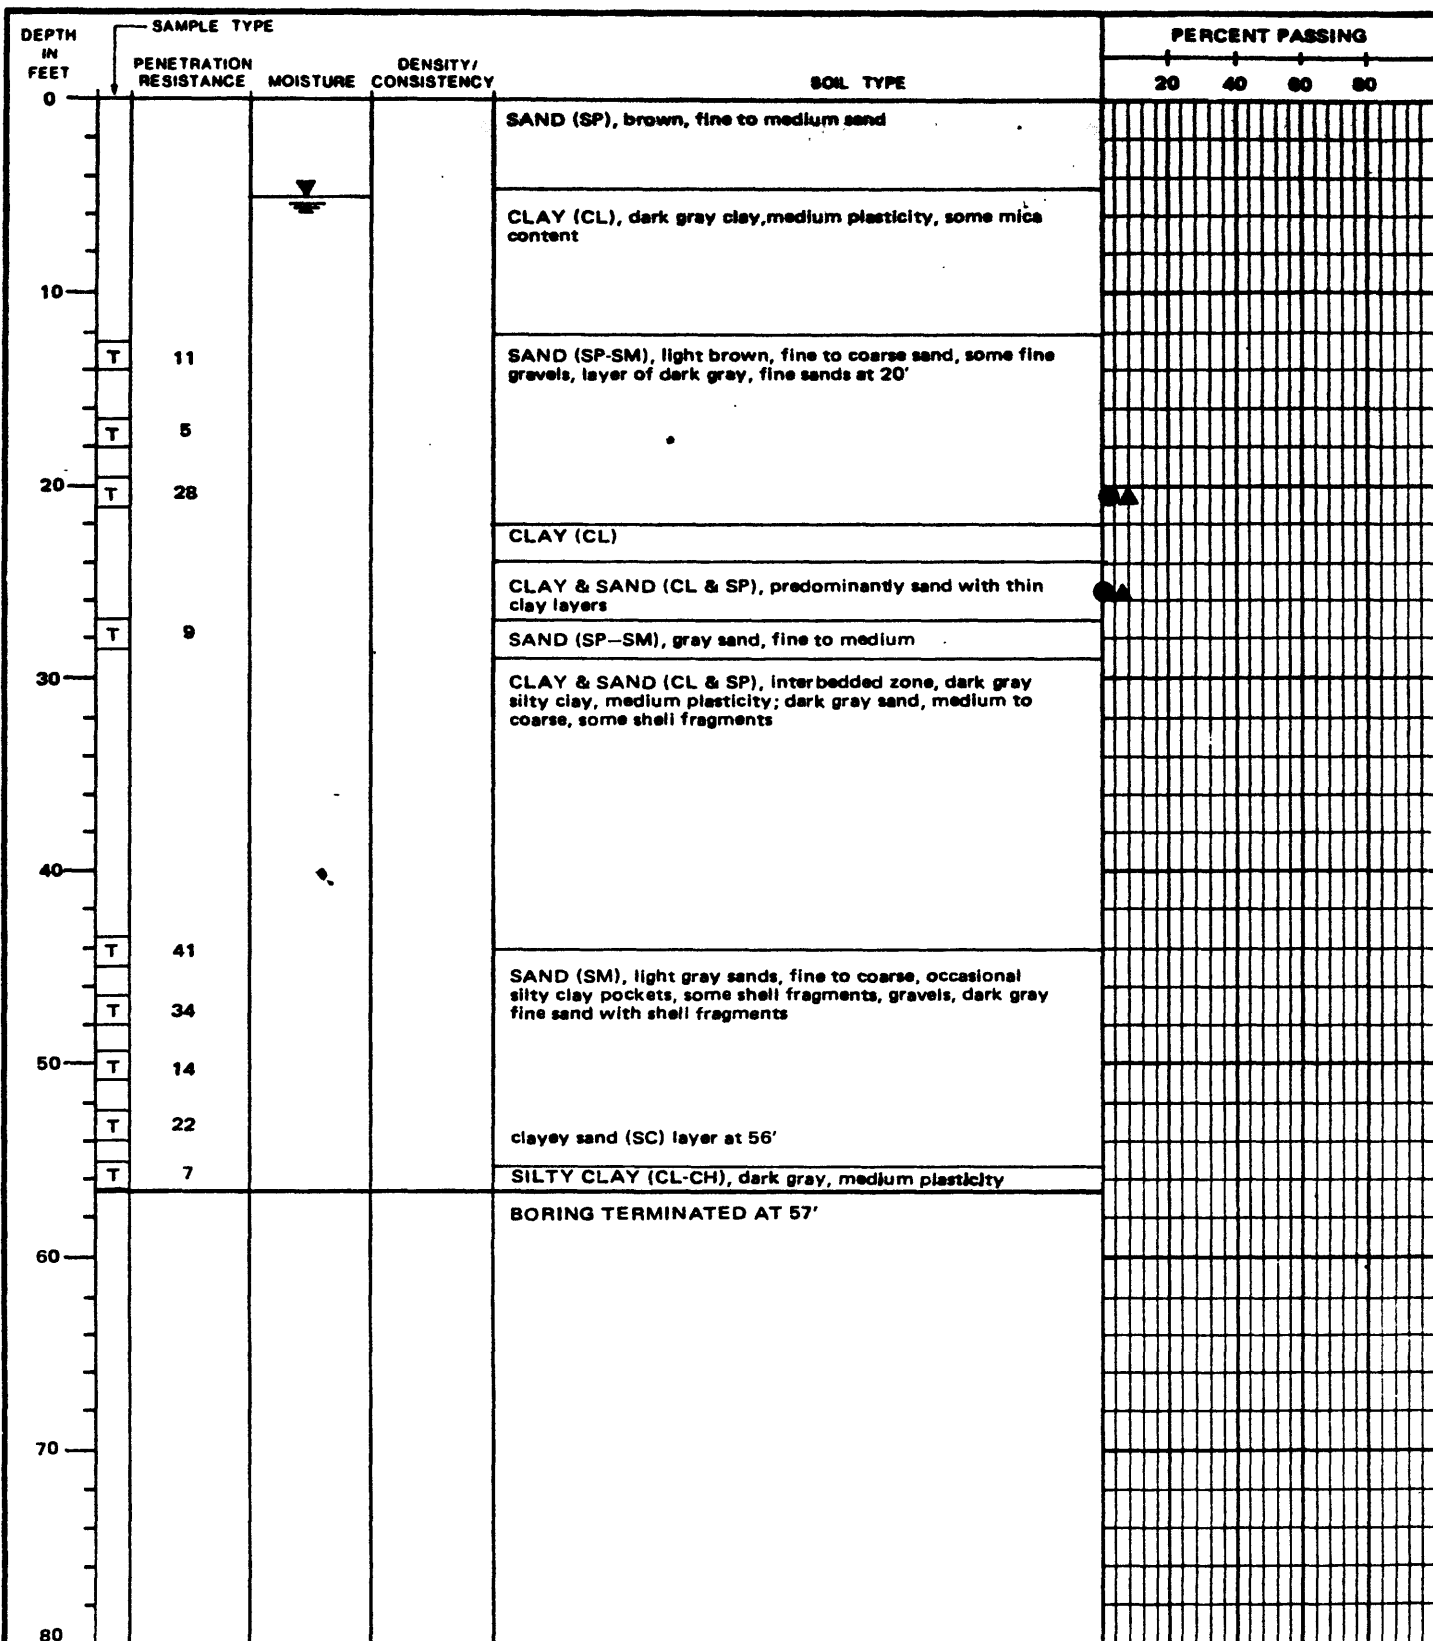 DEPTH
IN
FEET
SAMPLE TYPE
PENETRATION
RESISTANCE
MOISTURE
DENSITY/
CONSISTENCY
SOIL TYPE
PERCENT PASSING
20 40 60 80
0
SAND (SP), brown, fine to medium sand
CLAY (CL), dark gray clay,medium plasticity, some mica
content
10
T 11
SAND (SP-SM), light brown, fine to coarse sand, some fine
gravels, layer of dark gray, fine sands at 20'
T 5
20 T 28
CLAY (CL)
CLAY & SAND (CL & SP), predominantly sand with thin
clay layers
T 9
SAND (SP-SM), gray sand, fine to medium
30
CLAY & SAND (CL & SP), interbedded zone, dark gray
silty clay, medium plasticity; dark gray sand, medium to
coarse, some shell fragments
40
T 41
SAND (SM), light gray sands, fine to coarse, occasional
silty clay pockets, some shell fragments, gravels, dark gray
fine sand with shell fragments
T 34
50 T 14
T 22
clayey sand (SC) layer at 56'
T 7
SILTY CLAY (CL-CH), dark gray, medium plasticity
BORING TERMINATED AT 57'
60
70
80